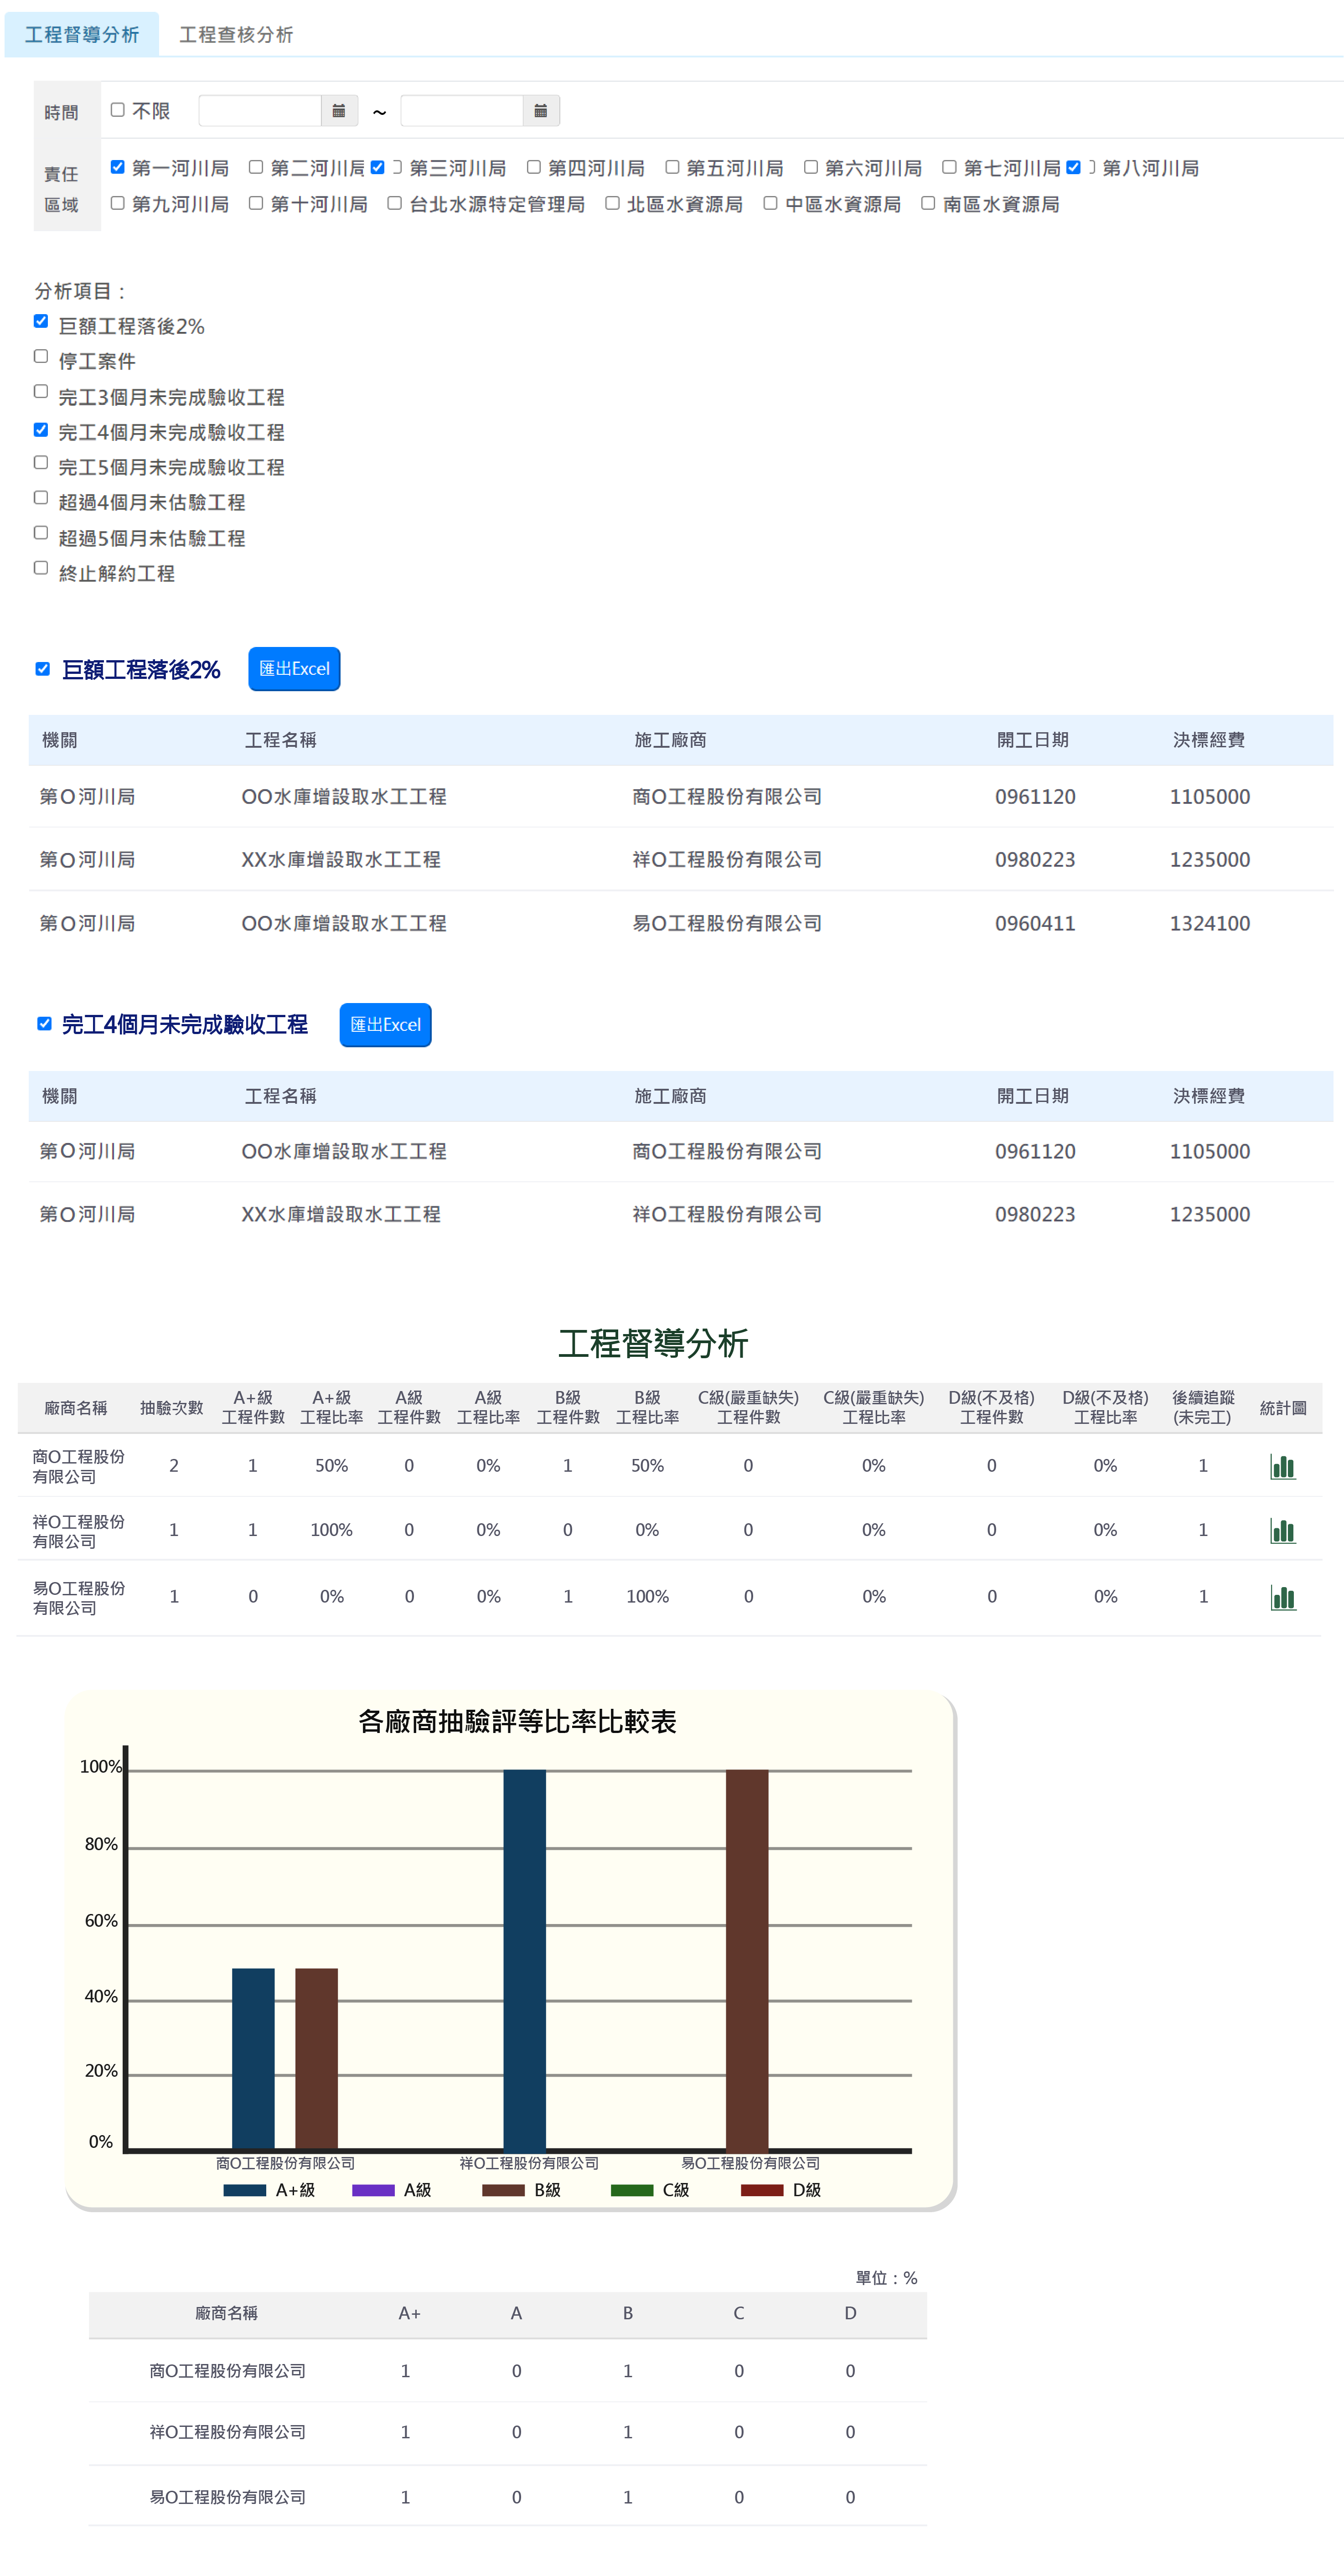 工程督導分析 工程查核分析
時間 不限 ~
責任
區域
第一河川局 第二河川局 第三河川局 第四河川局 第五河川局 第六河川局 第七河川局 第八河川局
第九河川局 第十河川局 台北水源特定管理局 北區水資源局 中區水資源局 南區水資源局
分析項目：
巨額工程落後2%
停工案件
完工3個月未完成驗收工程
完工4個月未完成驗收工程
完工5個月未完成驗收工程
超過4個月未估驗工程
超過5個月未估驗工程
終止解約工程
巨額工程落後2% 匯出Excel
機關 工程名稱 施工廠商 開工日期 決標經費
第O河川局 OO水庫增設取水工工程 商O工程股份有限公司 0961120 1105000
第O河川局 XX水庫增設取水工工程 祥O工程股份有限公司 0980223 1235000
第O河川局 OO水庫增設取水工工程 易O工程股份有限公司 0960411 1324100
完工4個月未完成驗收工程 匯出Excel
機關 工程名稱 施工廠商 開工日期 決標經費
第O河川局 OO水庫增設取水工工程 商O工程股份有限公司 0961120 1105000
第O河川局 XX水庫增設取水工工程 祥O工程股份有限公司 0980223 1235000
工程督導分析
廠商名稱 抽驗次數 A+級 工程件數 A+級 工程比率 A級 工程件數 A級 工程比率 B級 工程件數 B級 工程比率 C級(嚴重缺失) 工程件數 C級(嚴重缺失) 工程比率 D級(不及格) 工程件數 D級(不及格) 工程比率 後續追蹤 (未完工) 統計圖
商O工程股份
有限公司 2 1 50% 0 0% 1 50% 0 0% 0 0% 1
祥O工程股份
有限公司 1 1 100% 0 0% 0 0% 0 0% 0 0% 1
易O工程股份
有限公司 1 0 0% 0 0% 1 100% 0 0% 0 0% 1
各廠商抽驗評等比率比較表
100%
80%
60%
40%
20%
0%
商O工程股份有限公司 祥O工程股份有限公司 易O工程股份有限公司
A+級 A級 B級 C級 D級
單位：%
廠商名稱 A+ A B C D
商O工程股份有限公司 1 0 1 0 0
祥O工程股份有限公司 1 0 1 0 0
易O工程股份有限公司 1 0 1 0 0